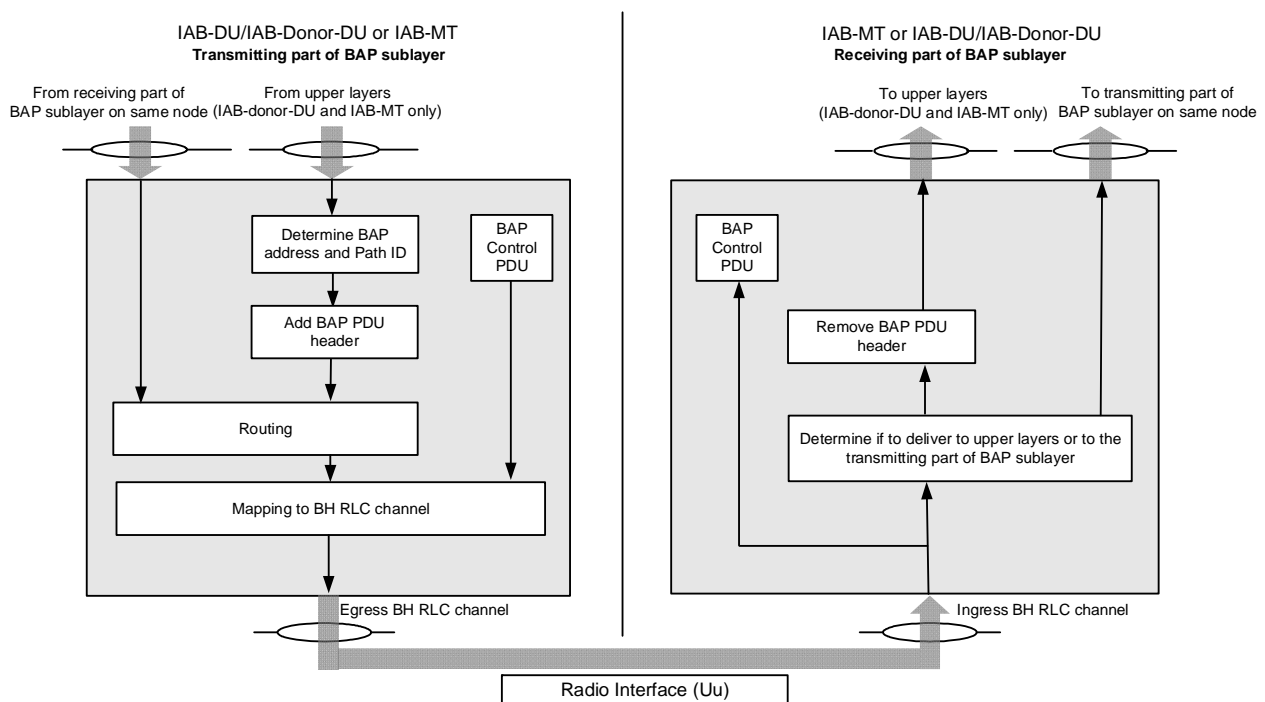 IAB-DU/IAB-Donor-DU or IAB-MT
Transmitting part of BAP sublayer
From receiving part of
BAP sublayer on same node
From upper layers
(IAB-donor-DU and IAB-MT only)
Determine BAP
address and Path ID
BAP
Control
PDU
Add BAP PDU
header
Routing
Mapping to BH RLC channel
Egress BH RLC channel
IAB-MT or IAB-DU/IAB-Donor-DU
Receiving part of BAP sublayer
To upper layers
(IAB-donor-DU and IAB-MT only)
To transmitting part of
BAP sublayer on same node
BAP
Control
PDU
Remove BAP PDU
header
Determine if to deliver to upper layers or to the
transmitting part of BAP sublayer
Ingress BH RLC channel
Radio Interface (Uu)